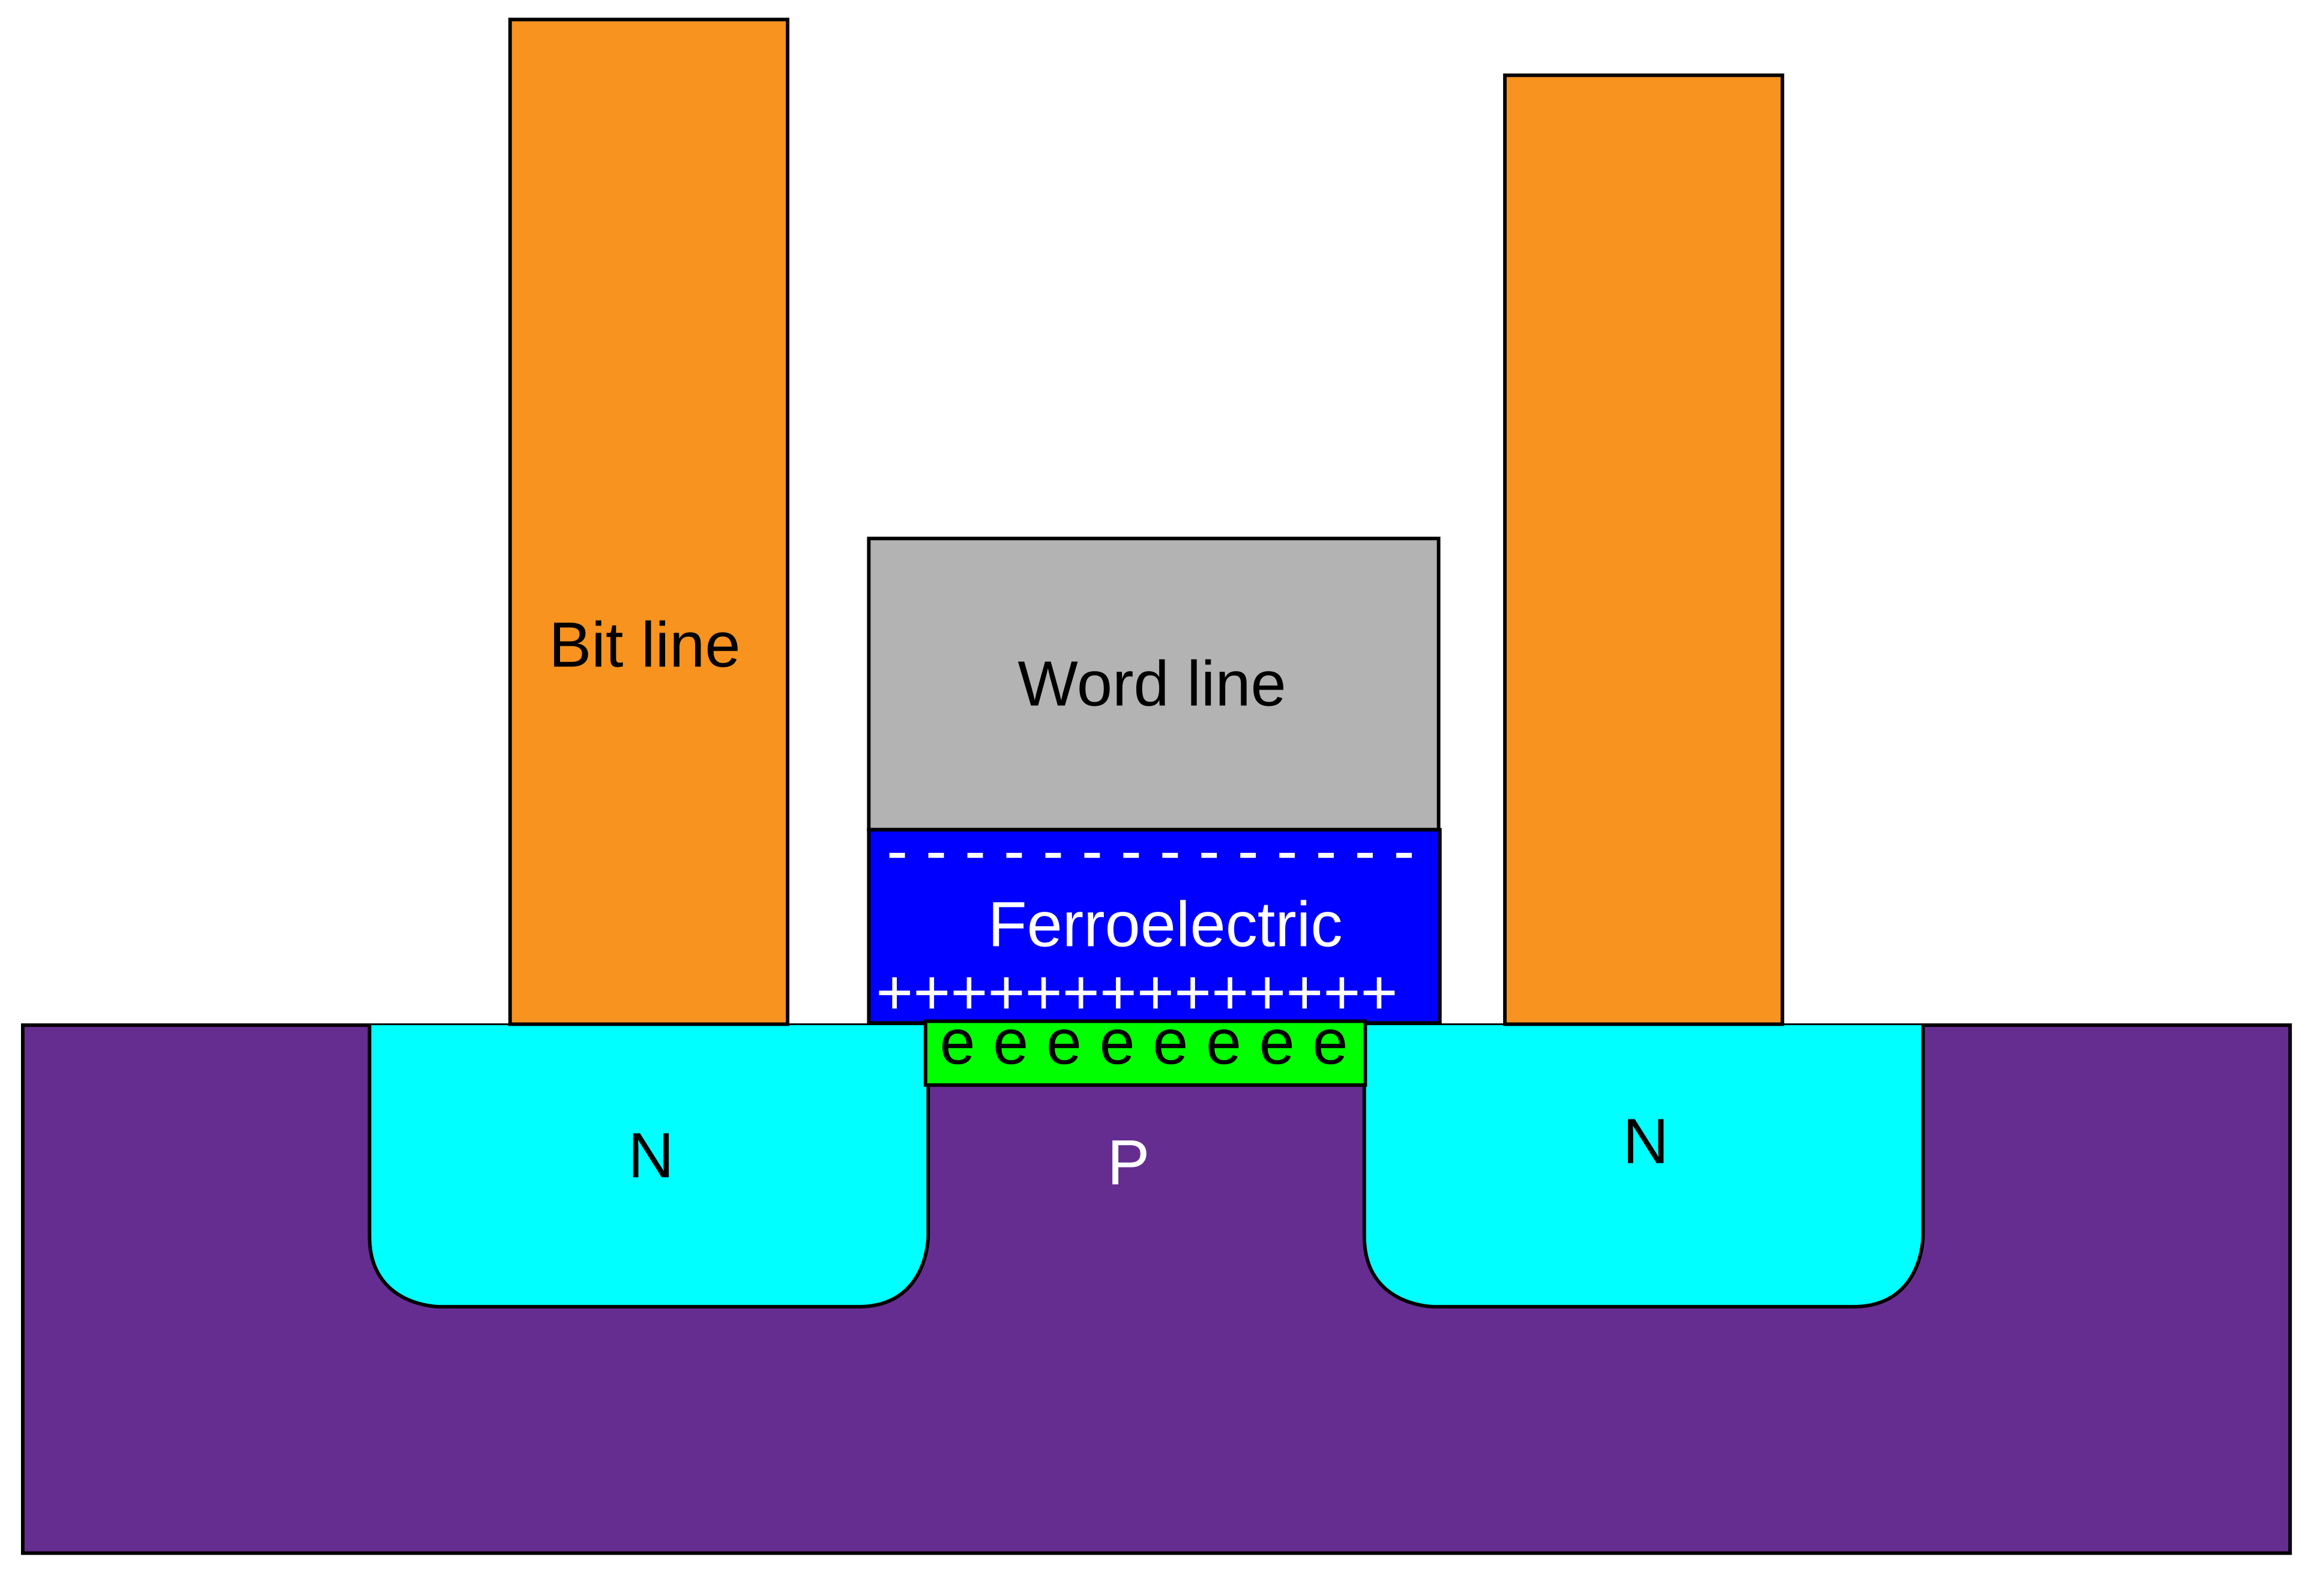 Bit line
Word line
- - - - - - - - - - - - - -
Ferroelectric
++++++++++++++
e e e e e e e e
N
P
N